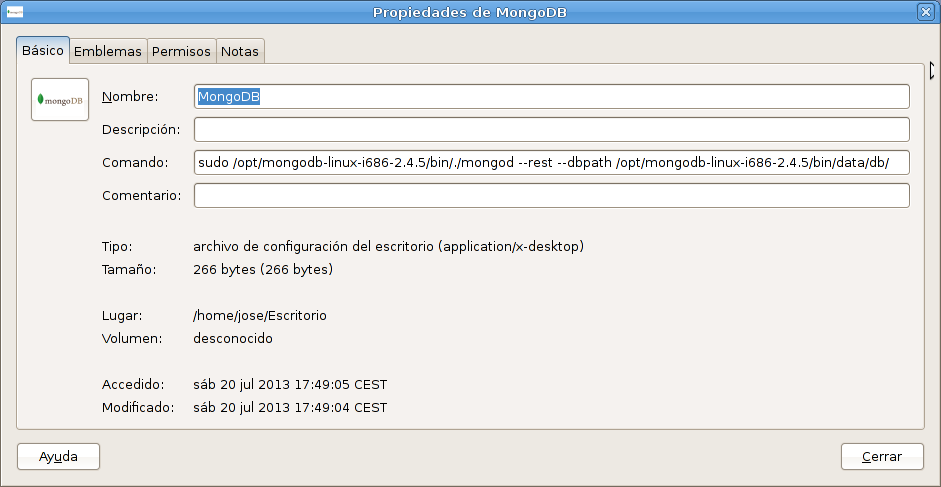 Propiedades de MongoDB
Básico Emblemas Permisos Notas
mongoDB
Nombre: MongoDB
Descripción:
Comando: sudo /opt/mongodb-linux-i686-2.4.5/bin/./mongod --rest --dbpath /opt/mongodb-linux-i686-2.4.5/bin/data/db/
Comentario:
Tipo: archivo de configuración del escritorio (application/x-desktop)
Tamaño: 266 bytes (266 bytes)
Lugar: /home/jose/Escritorio
Volumen: desconocido
Accedido: sáb 20 jul 2013 17:49:05 CEST
Modificado: sáb 20 jul 2013 17:49:04 CEST
Ayuda Cerrar